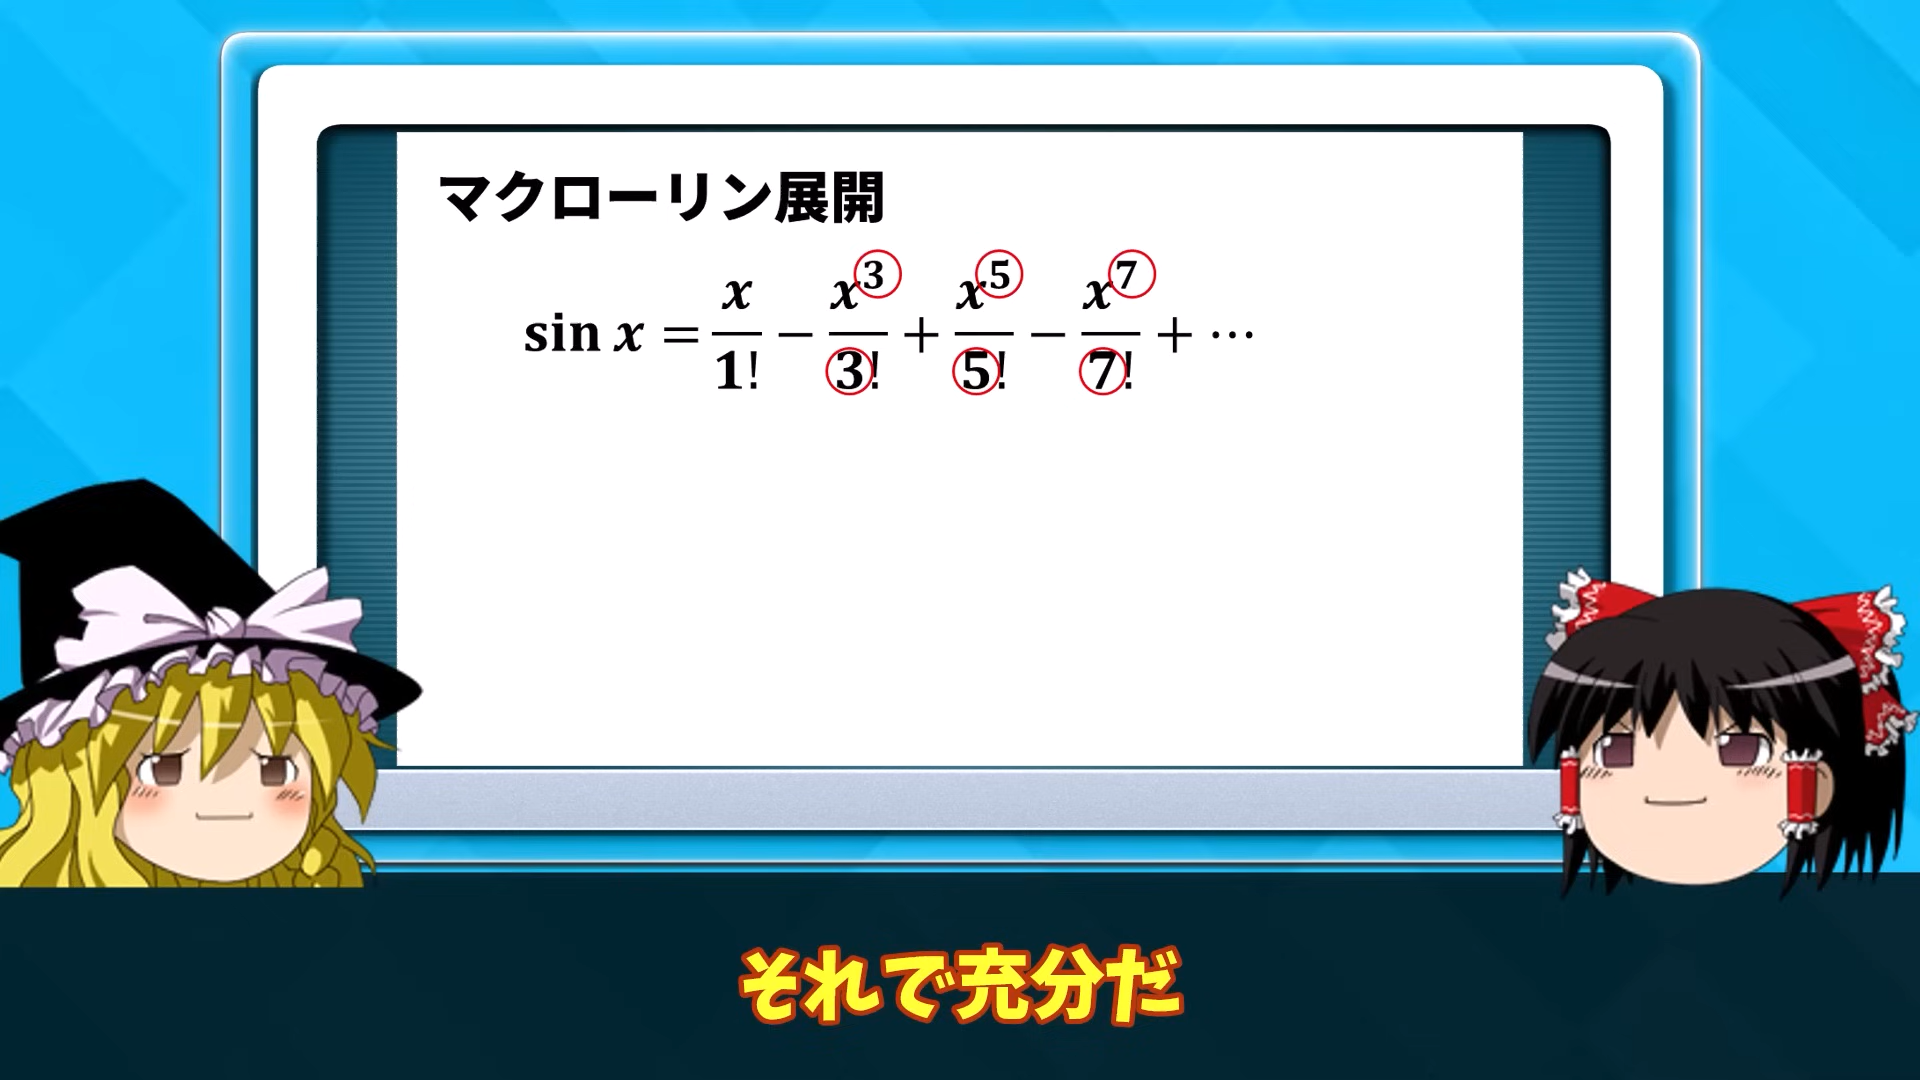 マクローリン展開
sin x = x/1! − x³/3! + x⁵/5! − x⁷/7! + ⋯
それで充分だ